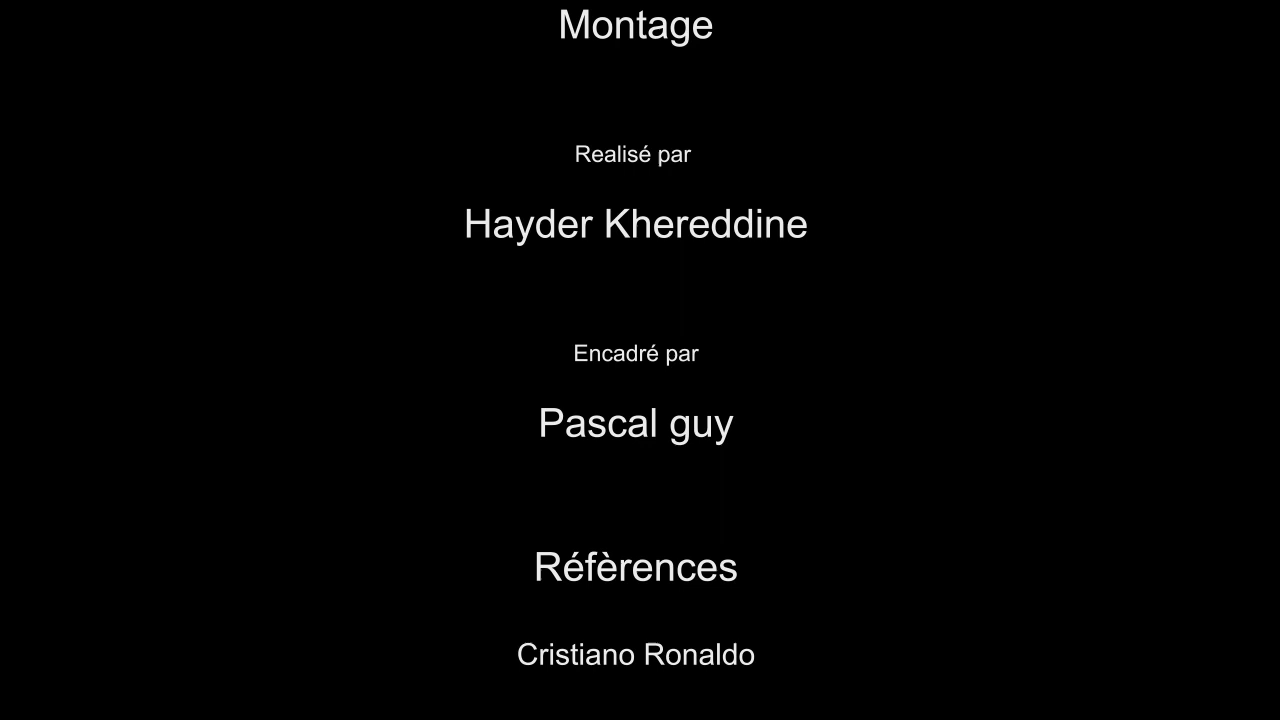 Montage
Realisé par
Hayder Khereddine
Encadré par
Pascal guy
Réfèrences
Cristiano Ronaldo